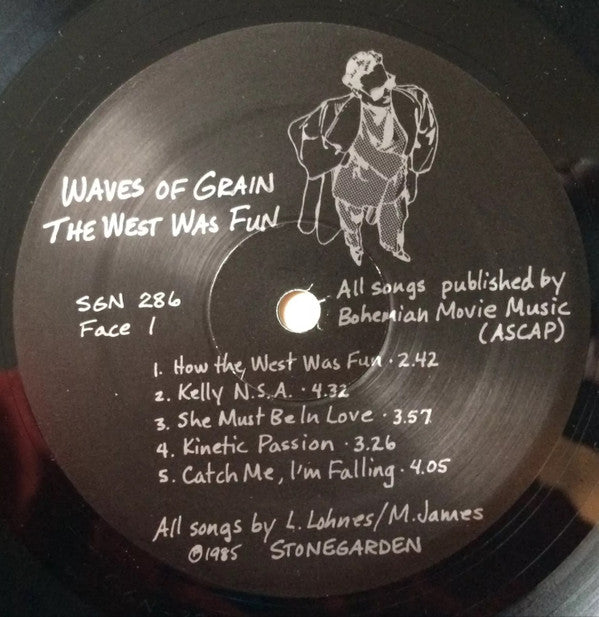 WAVES OF GRAIN
THE WEST WAS FUN
SGN 286
Face 1
All songs published by
Bohemian Movie Music
(ASCAP)
1. How the West Was Fun · 2.42
2. Kelly N.S.A. · 4.32
3. She Must Be In Love · 3.57
4. Kinetic Passion · 3.26
5. Catch Me, I'm Falling · 4.05
All songs by L. Lohnes/M. James
©1985 STONEGARDEN